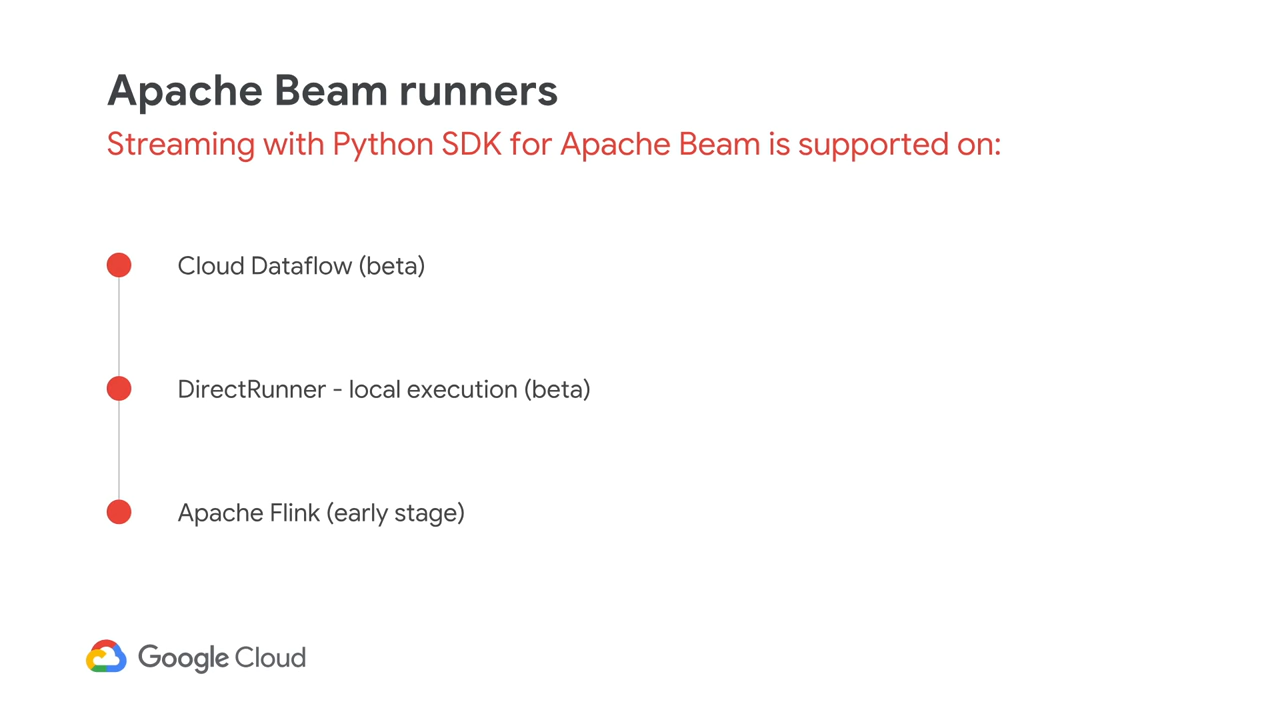 Apache Beam runners
Streaming with Python SDK for Apache Beam is supported on:
Cloud Dataflow (beta)
DirectRunner - local execution (beta)
Apache Flink (early stage)
Google Cloud